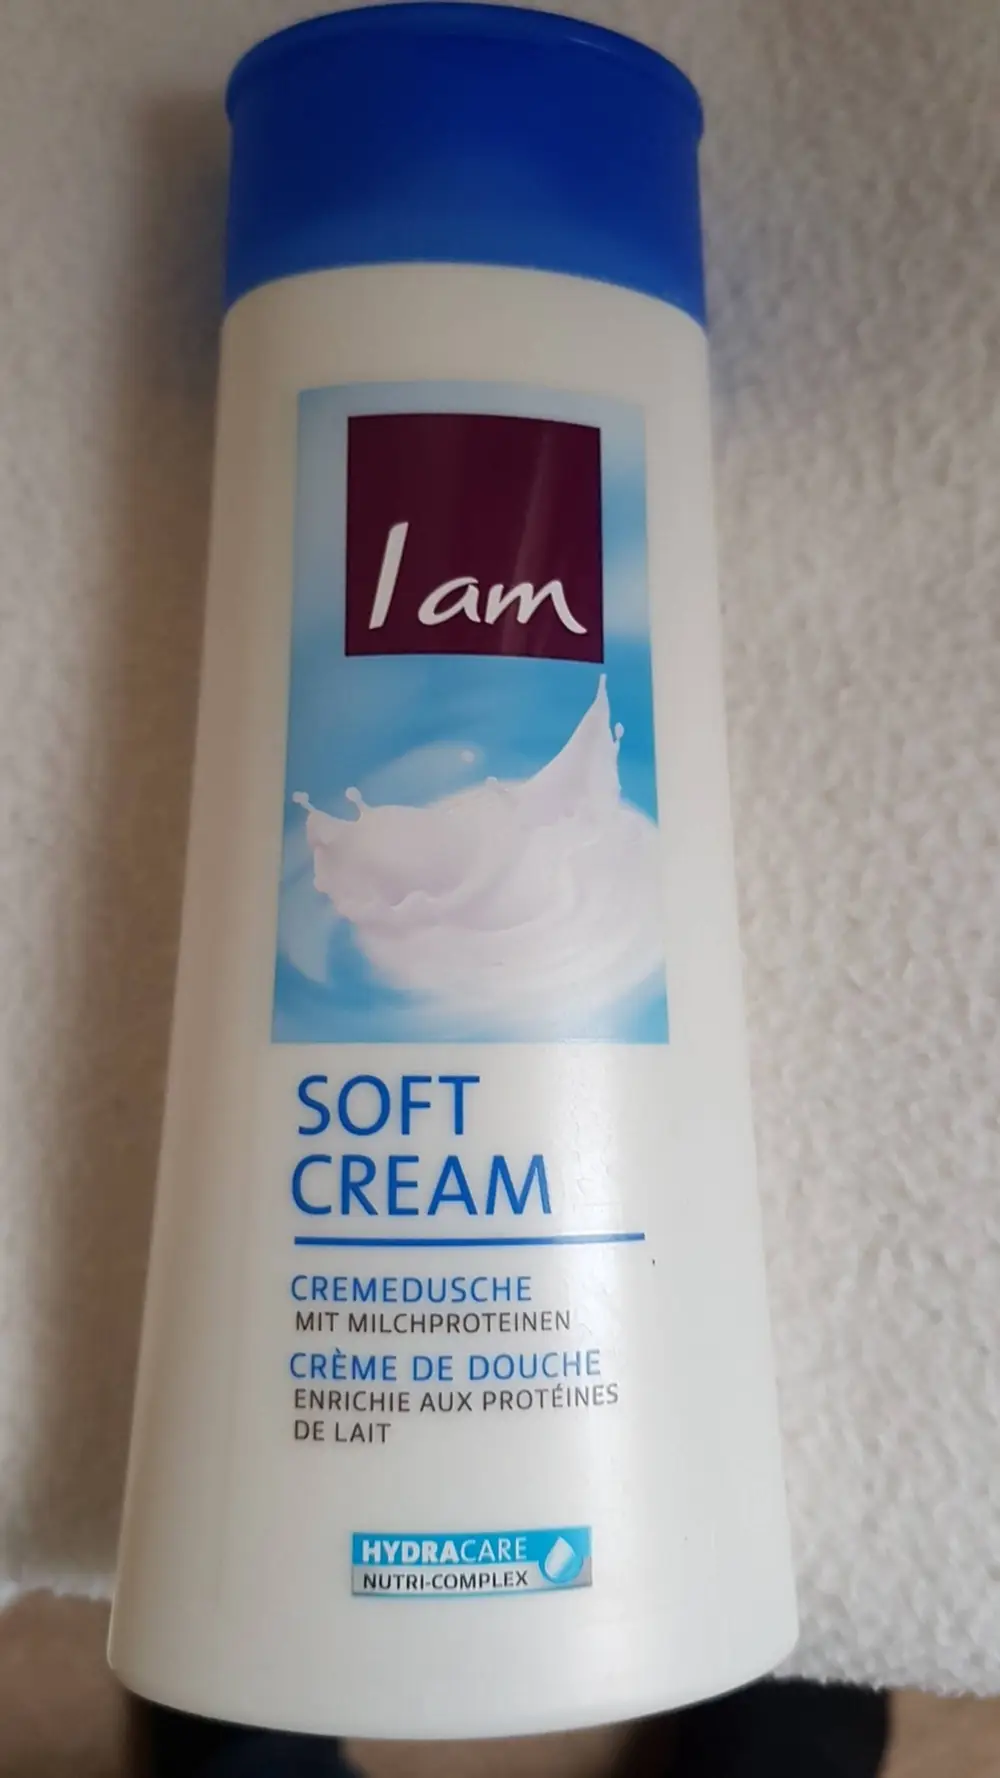 I am
SOFT
CREAM
CREMEDUSCHE
MIT MILCHPROTEINEN
CRÈME DE DOUCHE
ENRICHIE AUX PROTÉINES
DE LAIT
HYDRACARE
NUTRI-COMPLEX